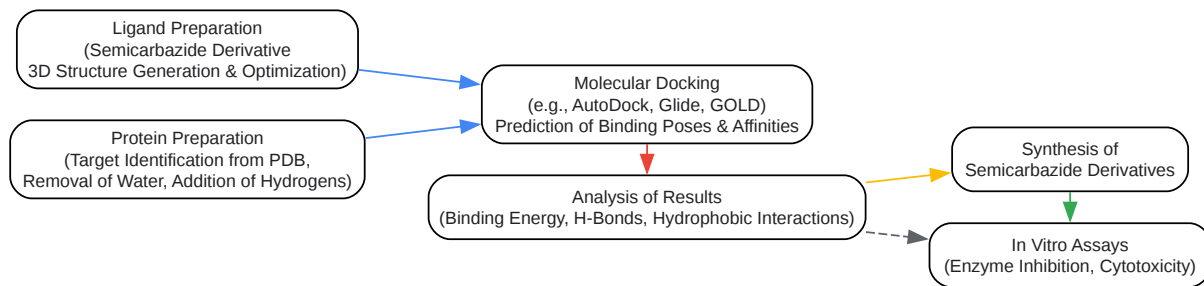 Ligand Preparation
(Semicarbazide Derivative
3D Structure Generation & Optimization)
Protein Preparation
(Target Identification from PDB,
Removal of Water, Addition of Hydrogens)
Molecular Docking
(e.g., AutoDock, Glide, GOLD)
Prediction of Binding Poses & Affinities
Analysis of Results
(Binding Energy, H-Bonds, Hydrophobic Interactions)
Synthesis of
Semicarbazide Derivatives
In Vitro Assays
(Enzyme Inhibition, Cytotoxicity)